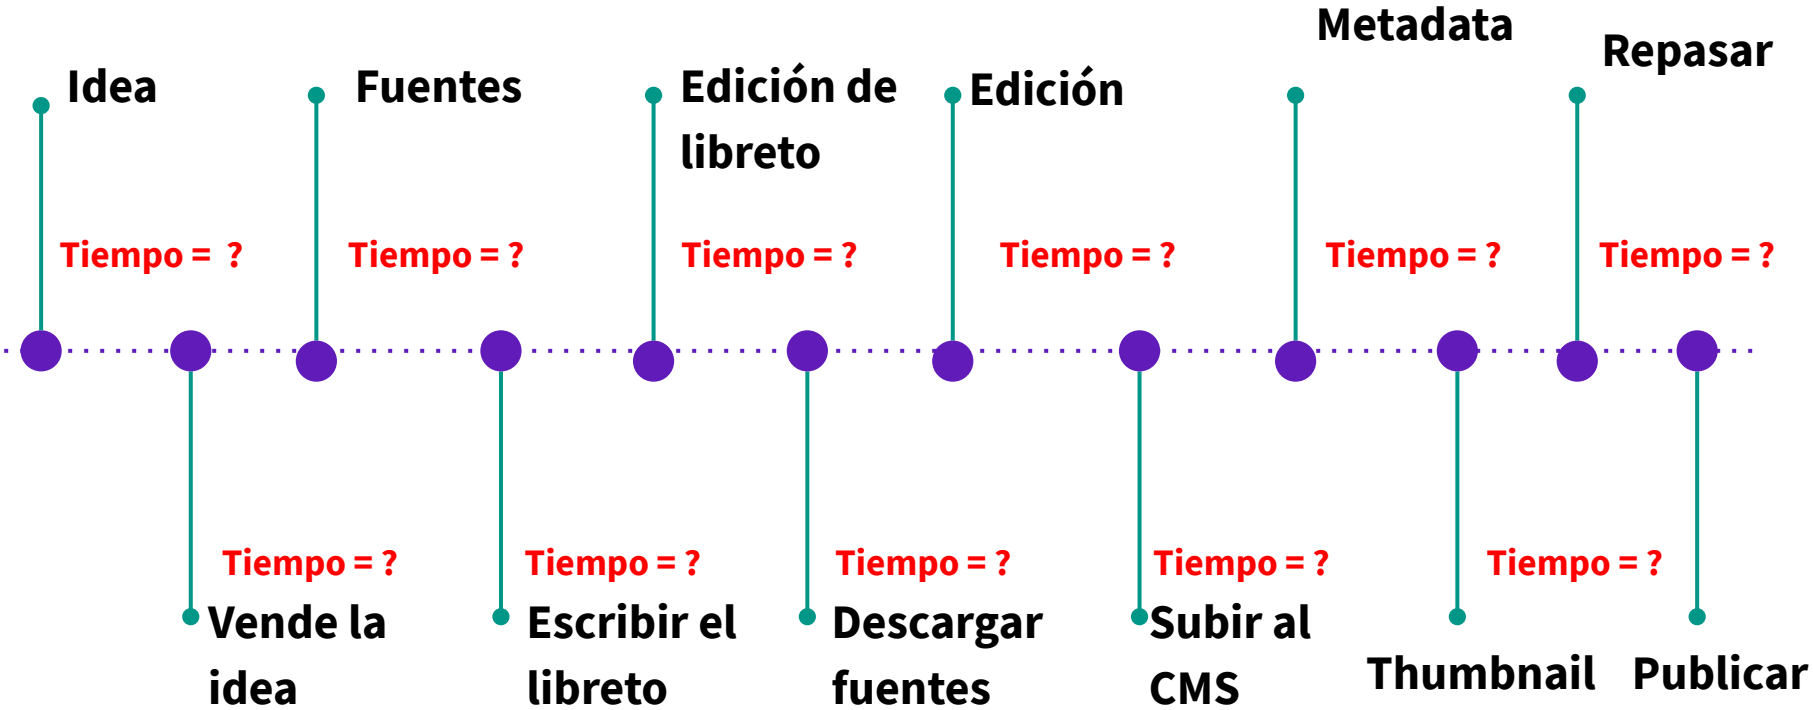 Metadata
Repasar
Idea
Fuentes
Edición de
libreto
Edición
Tiempo = ?
Tiempo = ?
Tiempo = ?
Tiempo = ?
Tiempo = ?
Tiempo = ?
Tiempo = ?
Tiempo = ?
Tiempo = ?
Tiempo = ?
Tiempo = ?
Vende la
idea
Escribir el
libreto
Descargar
fuentes
Subir al
CMS
Thumbnail
Publicar